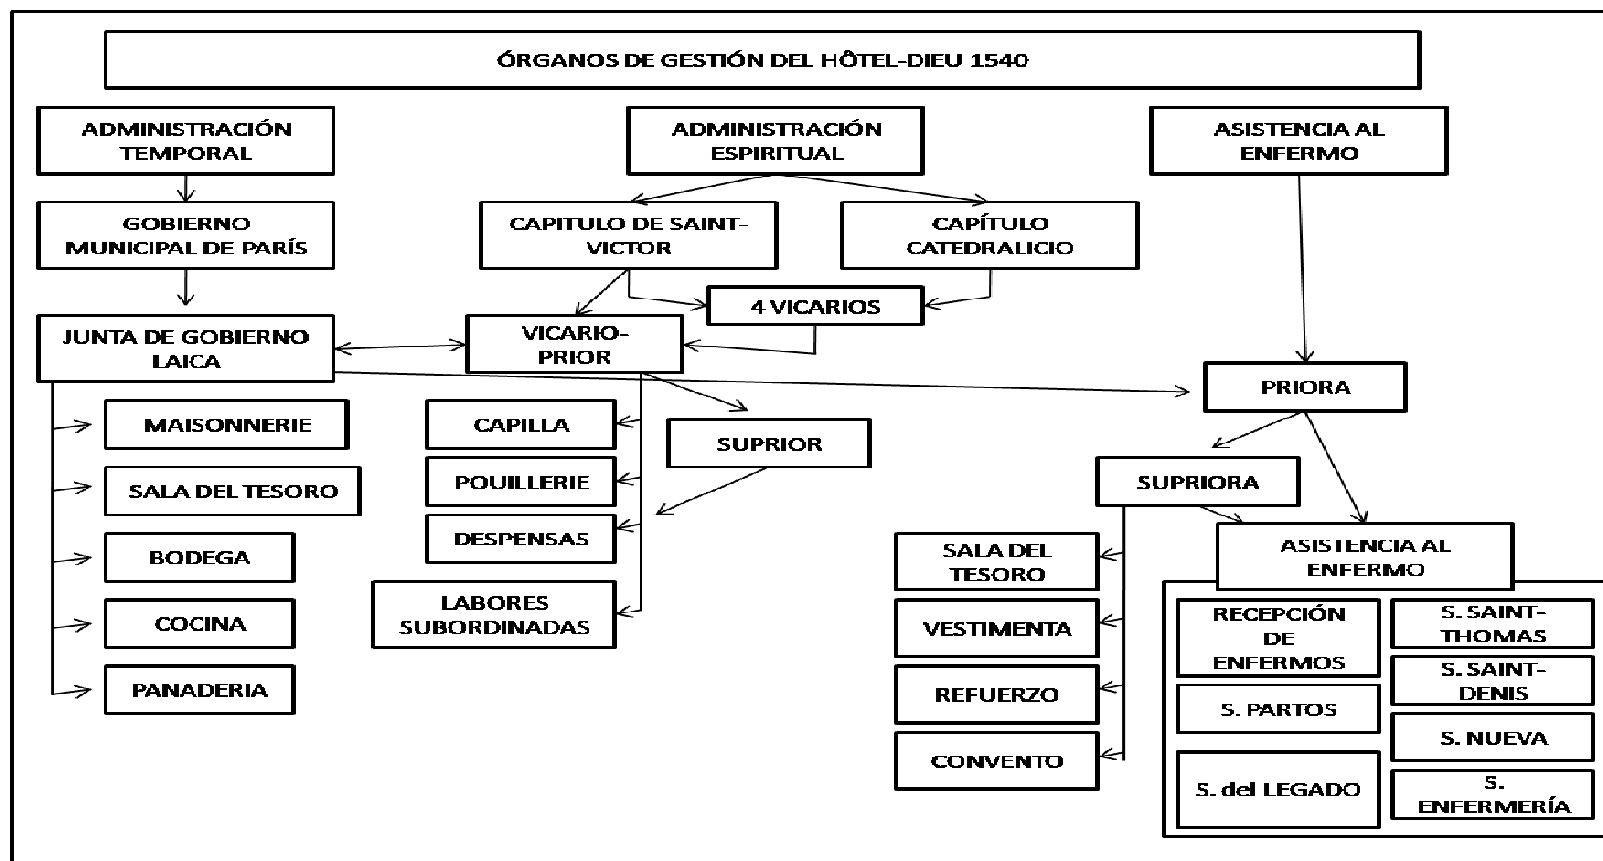 ÓRGANOS DE GESTIÓN DEL HÔTEL-DIEU 1540
ADMINISTRACIÓN
TEMPORAL
ADMINISTRACIÓN
ESPIRITUAL
ASISTENCIA AL
ENFERMO
GOBIERNO
MUNICIPAL DE PARÍS
CAPITULO DE SAINT-
VICTOR
CAPÍTULO
CATEDRALICIO
4 VICARIOS
JUNTA DE GOBIERNO
LAICA
VICARIO-
PRIOR
PRIORA
MAISONNERIE
SALA DEL TESORO
BODEGA
COCINA
PANADERIA
CAPILLA
POUILLERIE
DESPENSAS
LABORES
SUBORDINADAS
SUPRIOR
SUPRIORA
SALA DEL
TESORO
VESTIMENTA
REFUERZO
CONVENTO
ASISTENCIA AL
ENFERMO
RECEPCIÓN
DE
ENFERMOS
S. PARTOS
S. del LEGADO
S. SAINT-
THOMAS
S. SAINT-
DENIS
S. NUEVA
S.
ENFERMERÍA